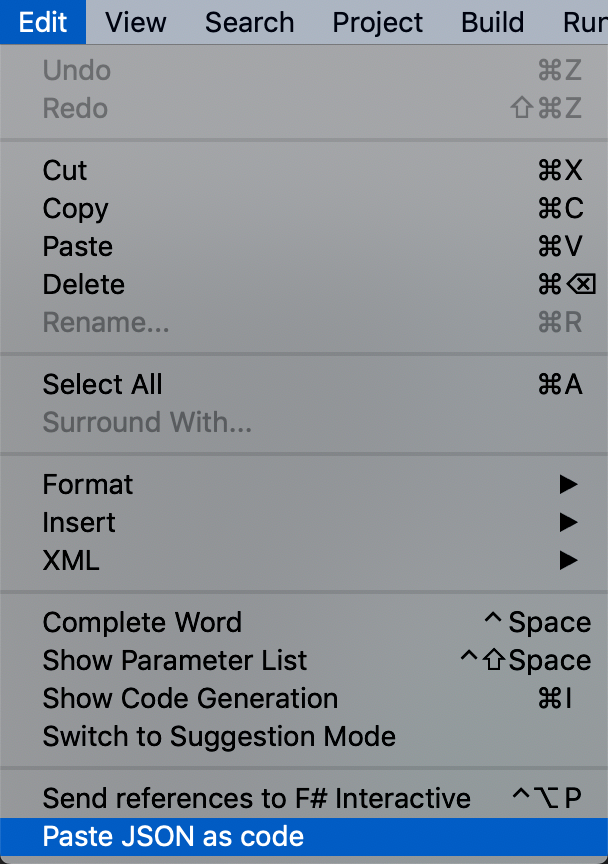 Edit View Search Project Build Run
Undo ⌘Z
Redo ⇧⌘Z
Cut ⌘X
Copy ⌘C
Paste ⌘V
Delete ⌘⌫
Rename... ⌘R
Select All ⌘A
Surround With...
Format ▶
Insert ▶
XML ▶
Complete Word ^ Space
Show Parameter List ^⇧Space
Show Code Generation ⌘I
Switch to Suggestion Mode
Send references to F# Interactive ^⌥P
Paste JSON as code